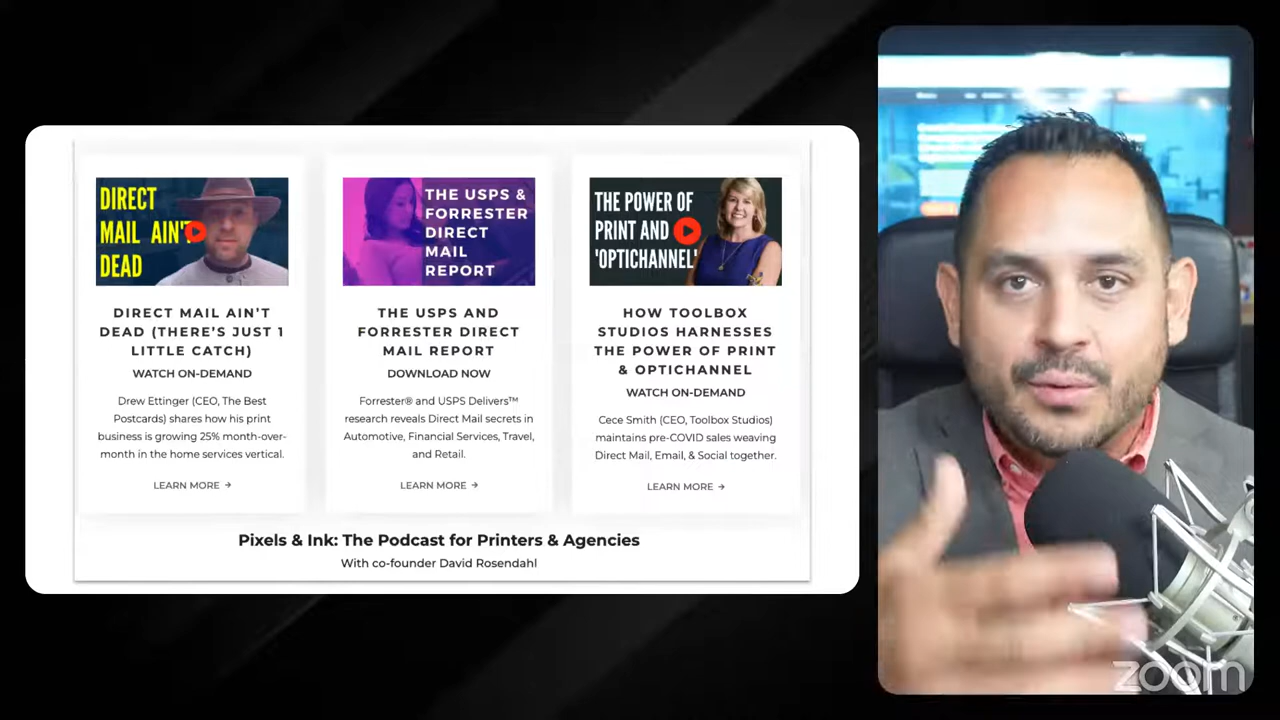 DIRECT
MAIL AIN'T
DEAD
DIRECT MAIL AIN'T
DEAD (THERE'S JUST 1
LITTLE CATCH)
WATCH ON-DEMAND
Drew Ettinger (CEO, The Best
Postcards) shares how his print
business is growing 25% month-over-
month in the home services vertical.
LEARN MORE →
THE USPS &
FORRESTER
DIRECT
MAIL
REPORT
THE USPS AND
FORRESTER DIRECT
MAIL REPORT
DOWNLOAD NOW
Forrester® and USPS Delivers™
research reveals Direct Mail secrets in
Automotive, Financial Services, Travel,
and Retail.
LEARN MORE →
THE POWER OF
PRINT AND
'OPTICHANNEL'
HOW TOOLBOX
STUDIOS HARNESSES
THE POWER OF PRINT
& OPTICHANNEL
WATCH ON-DEMAND
Cece Smith (CEO, Toolbox Studios)
maintains pre-COVID sales weaving
Direct Mail, Email, & Social together.
LEARN MORE →
Pixels & Ink: The Podcast for Printers & Agencies
With co-founder David Rosendahl
zoom